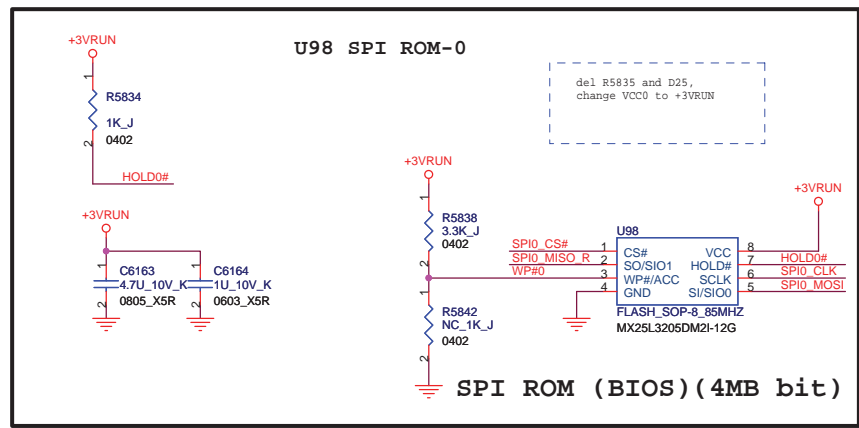 U98 SPI ROM-0
+3VRUN
1
R5834
1K_J
0402
2
HOLD0#
del R5835 and D25,
change VCC0 to +3VRUN
+3VRUN
1
C6163
4.7U_10V_K
0805_X5R
2
1
C6164
1U_10V_K
0603_X5R
2
+3VRUN
1
R5838
3.3K_J
0402
2
1
R5842
NC_1K_J
0402
2
+3VRUN
U98
SPI0_CS# 1 CS# VCC 8
SPI0_MISO_R 2 SO/SIO1 HOLD# 7 HOLD0#
WP#0 3 WP#/ACC SCLK 6 SPI0_CLK
4 GND SI/SIO0 5 SPI0_MOSI
FLASH_SOP-8_85MHZ
MX25L3205DM2I-12G
SPI ROM (BIOS)(4MB bit)